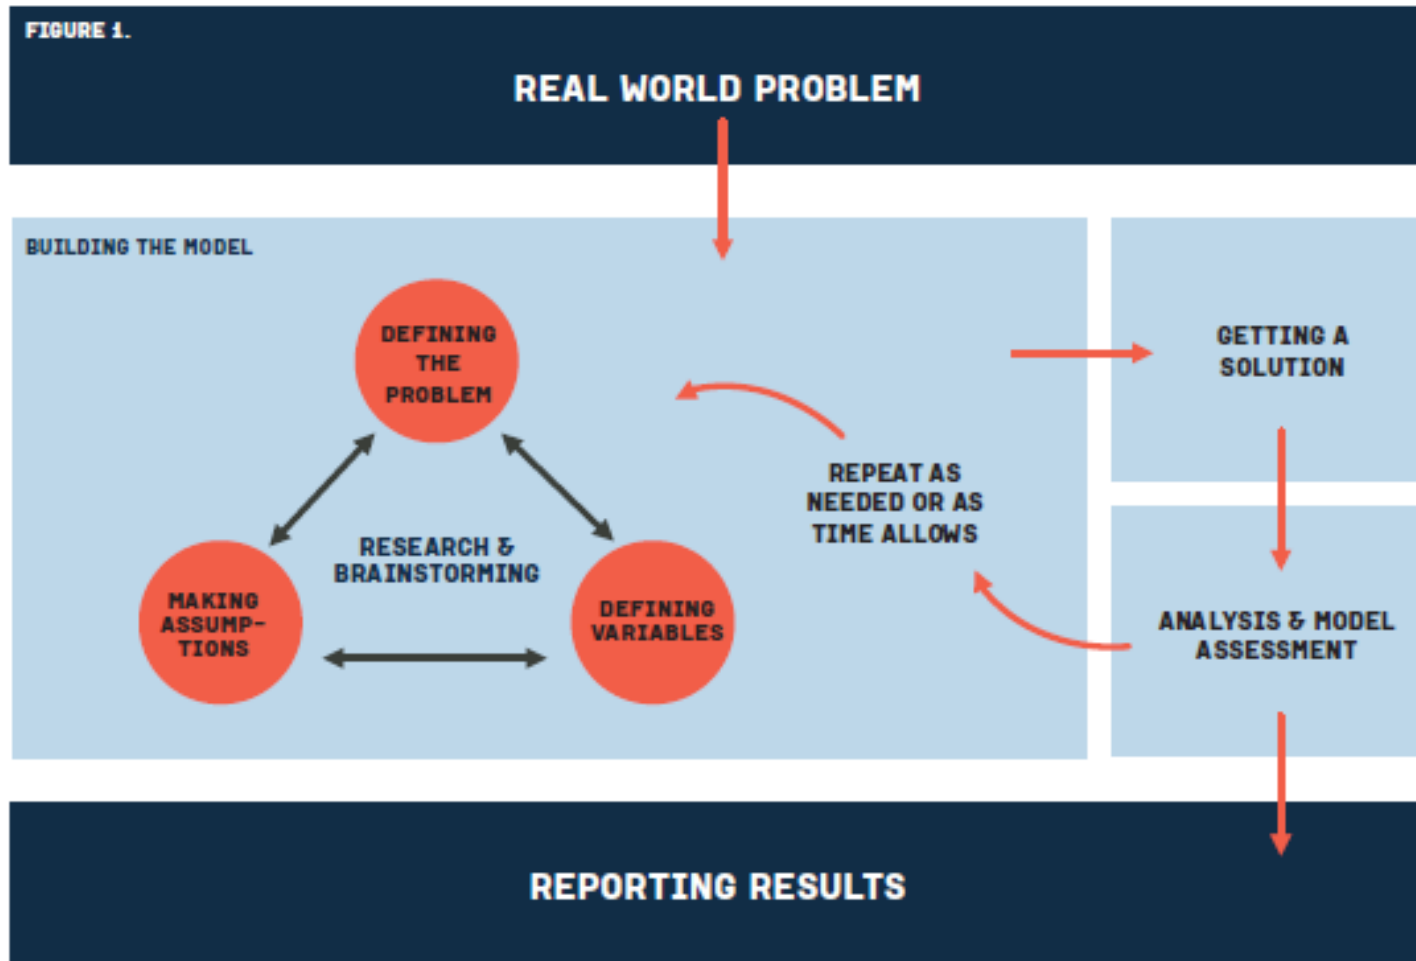 FIGURE 1.
REAL WORLD PROBLEM
BUILDING THE MODEL
DEFINING
THE
PROBLEM
GETTING A
SOLUTION
REPEAT AS
NEEDED OR AS
TIME ALLOWS
RESEARCH &
BRAINSTORMING
MAKING
ASSUMP-
TIONS
DEFINING
VARIABLES
ANALYSIS & MODEL
ASSESSMENT
REPORTING RESULTS